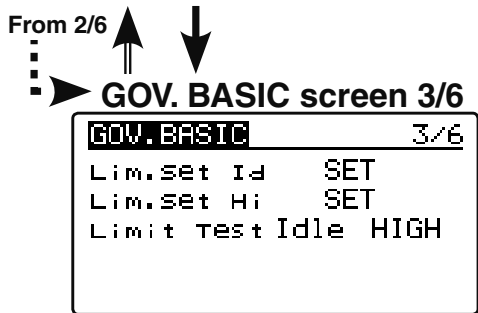 From 2/6
GOV. BASIC screen 3/6
GOV.BASIC 3/6
Lim.set Id SET
Lim.set Hi SET
Limit Test Idle HIGH